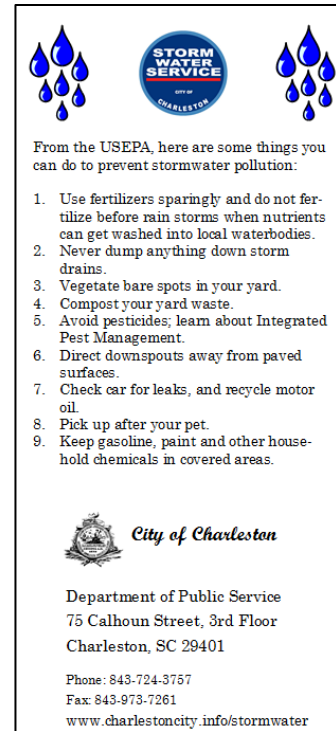 STORM
WATER
SERVICE
CITY OF
CHARLESTON
From the USEPA, here are some things you
can do to prevent stormwater pollution:
1. Use fertilizers sparingly and do not fer-
tilize before rain storms when nutrients
can get washed into local waterbodies.
2. Never dump anything down storm
drains.
3. Vegetate bare spots in your yard.
4. Compost your yard waste.
5. Avoid pesticides; learn about Integrated
Pest Management.
6. Direct downspouts away from paved
surfaces.
7. Check car for leaks, and recycle motor
oil.
8. Pick up after your pet.
9. Keep gasoline, paint and other house-
hold chemicals in covered areas.
City of Charleston
Department of Public Service
75 Calhoun Street, 3rd Floor
Charleston, SC 29401
Phone: 843-724-3757
Fax: 843-973-7261
www.charlestoncity.info/stormwater